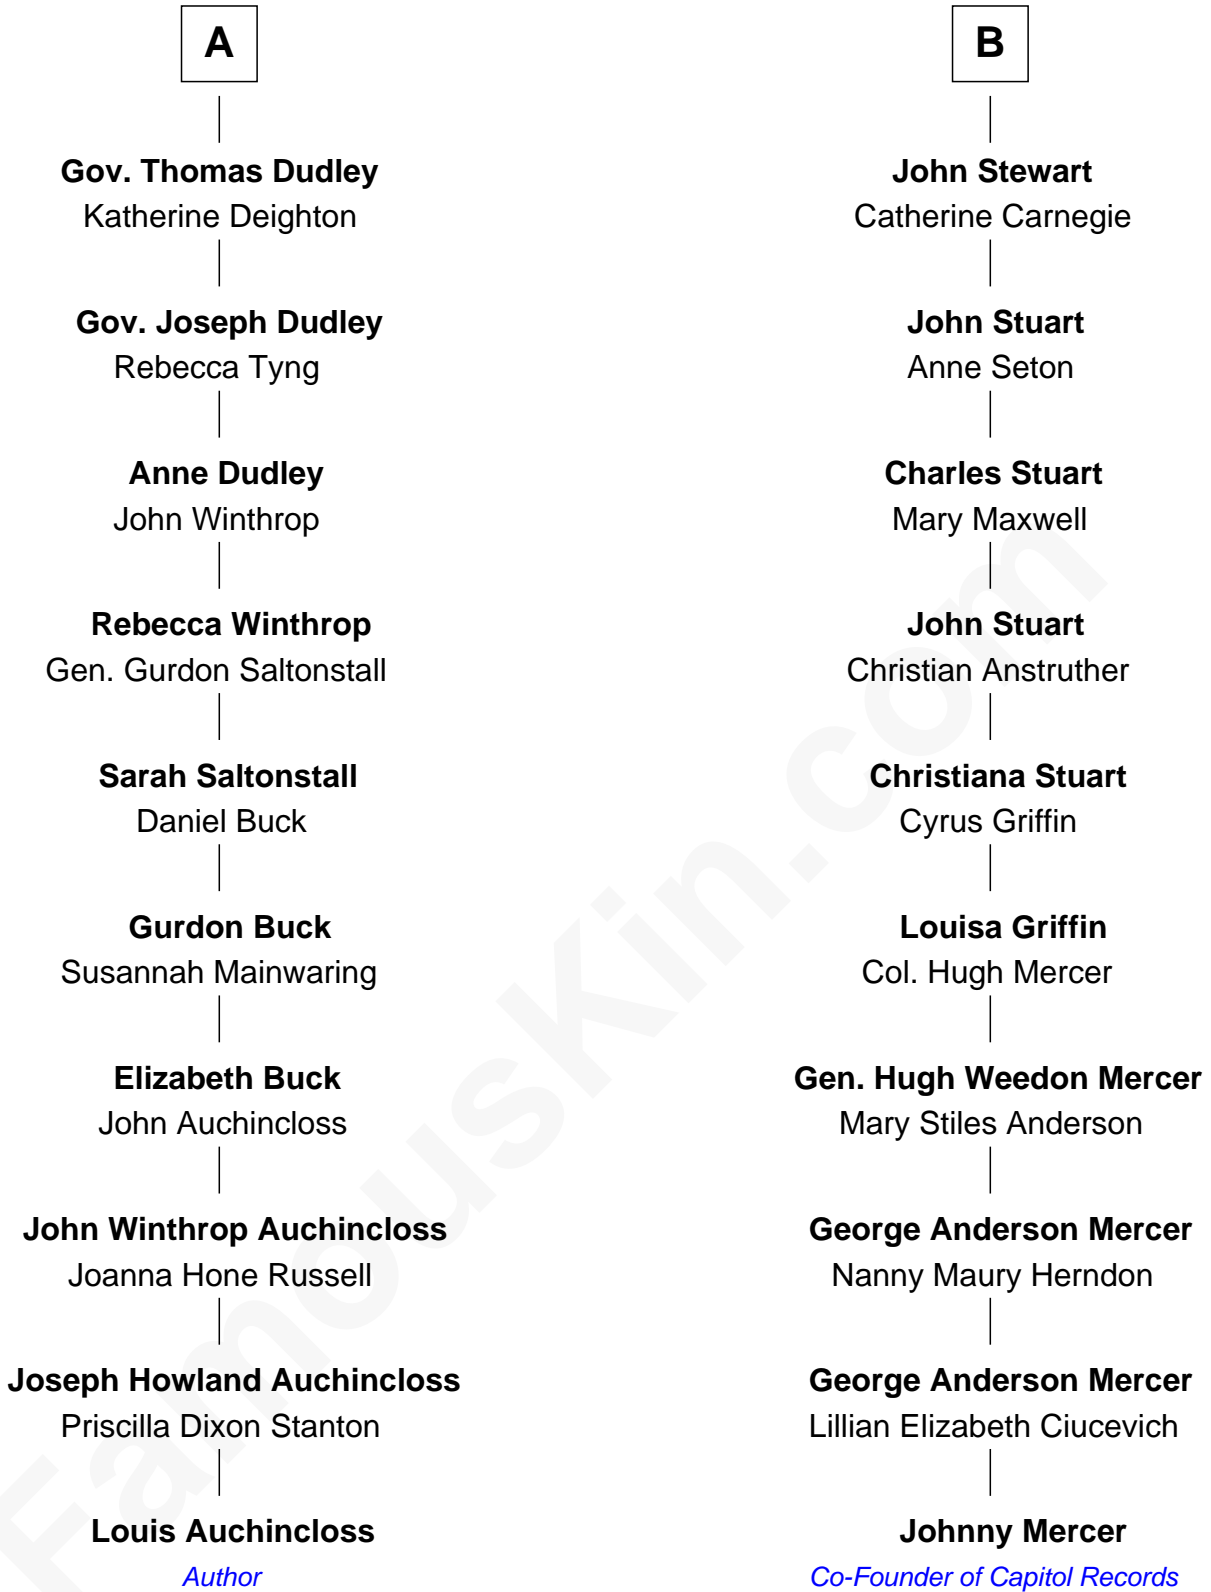 A
Gov. Thomas Dudley
Katherine Deighton
Gov. Joseph Dudley
Rebecca Tyng
Anne Dudley
John Winthrop
Rebecca Winthrop
Gen. Gurdon Saltonstall
Sarah Saltonstall
Daniel Buck
Gurdon Buck
Susannah Mainwaring
Elizabeth Buck
John Auchincloss
John Winthrop Auchincloss
Joanna Hone Russell
Joseph Howland Auchincloss
Priscilla Dixon Stanton
Louis Auchincloss
Author
B
John Stewart
Catherine Carnegie
John Stuart
Anne Seton
Charles Stuart
Mary Maxwell
John Stuart
Christian Anstruther
Christiana Stuart
Cyrus Griffin
Louisa Griffin
Col. Hugh Mercer
Gen. Hugh Weedon Mercer
Mary Stiles Anderson
George Anderson Mercer
Nanny Maury Herndon
George Anderson Mercer
Lillian Elizabeth Ciucevich
Johnny Mercer
Co-Founder of Capitol Records
FamousKin.com